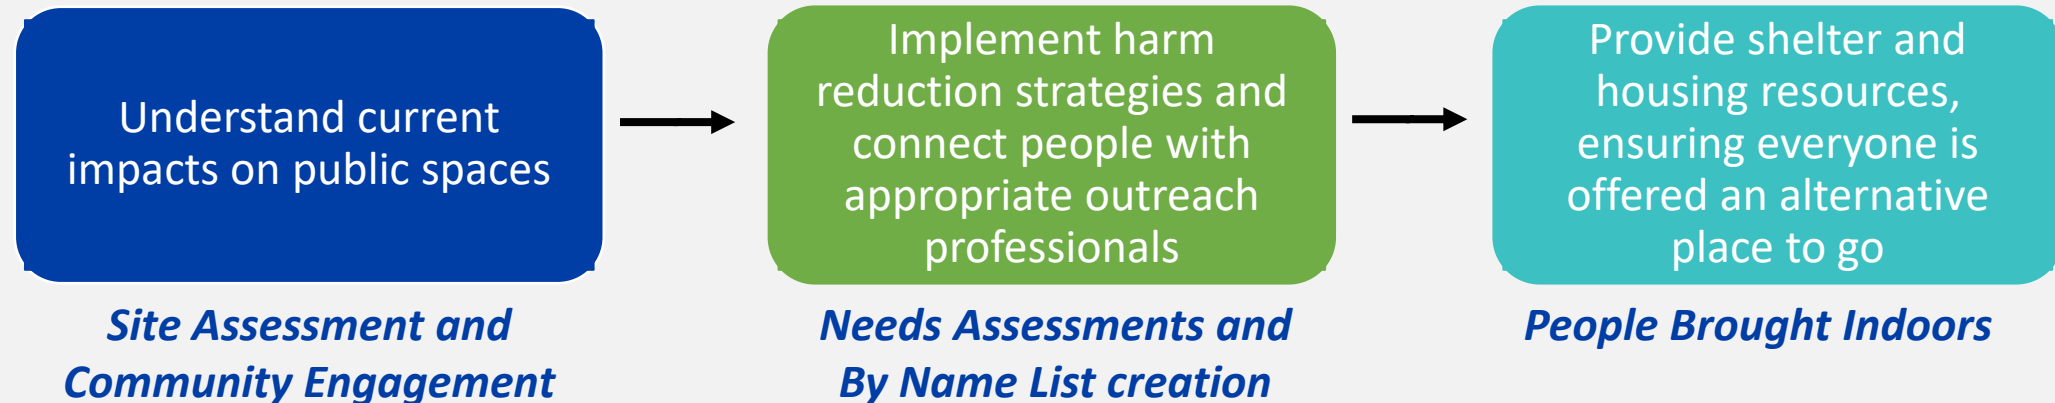 Understand current
impacts on public spaces
Site Assessment and
Community Engagement
Implement harm
reduction strategies and
connect people with
appropriate outreach
professionals
Needs Assessments and
By Name List creation
Provide shelter and
housing resources,
ensuring everyone is
offered an alternative
place to go
People Brought Indoors